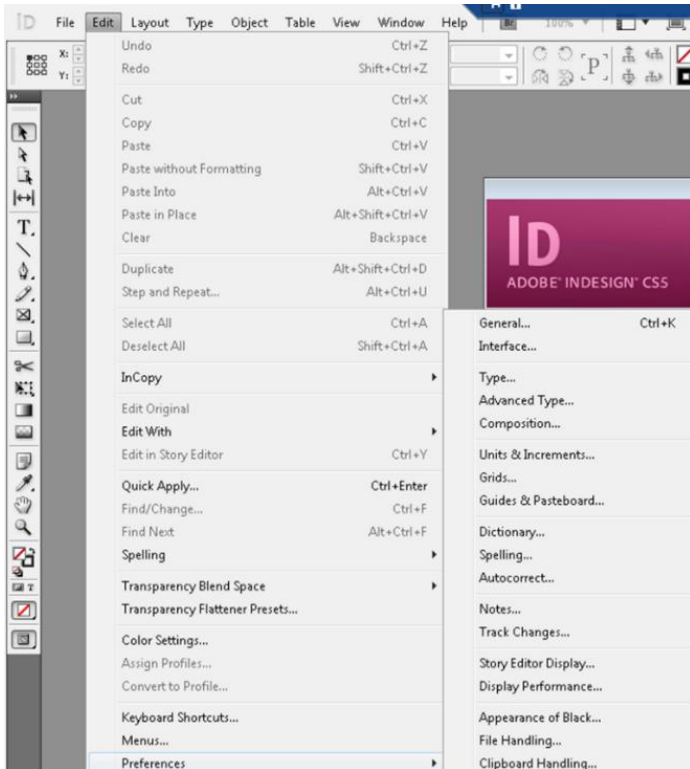 ID File Edit Layout Type Object Table View Window Help Br 100%
X:
Y:
P
T
T
Undo Ctrl+Z
Redo Shift+Ctrl+Z
Cut Ctrl+X
Copy Ctrl+C
Paste Ctrl+V
Paste without Formatting Shift+Ctrl+V
Paste Into Alt+Ctrl+V
Paste in Place Alt+Shift+Ctrl+V
Clear Backspace
Duplicate Alt+Shift+Ctrl+D
Step and Repeat... Alt+Ctrl+U
Select All Ctrl+A
Deselect All Shift+Ctrl+A
InCopy
Edit Original
Edit With
Edit in Story Editor Ctrl+Y
Quick Apply... Ctrl+Enter
Find/Change... Ctrl+F
Find Next Alt+Ctrl+F
Spelling
Transparency Blend Space
Transparency Flattener Presets...
Color Settings...
Assign Profiles...
Convert to Profile...
Keyboard Shortcuts...
Menus...
Preferences
ID
ADOBE® INDESIGN® CS5
General... Ctrl+K
Interface...
Type...
Advanced Type...
Composition...
Units & Increments...
Grids...
Guides & Pasteboard...
Dictionary...
Spelling...
Autocorrect...
Notes...
Track Changes...
Story Editor Display...
Display Performance...
Appearance of Black...
File Handling...
Clipboard Handling...